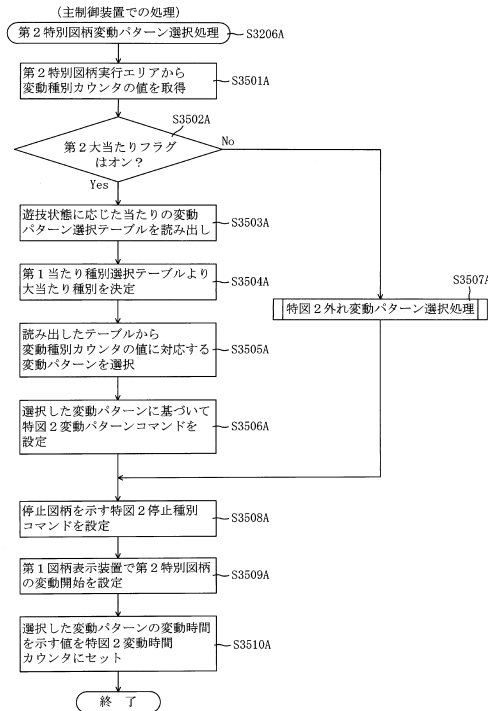 (主制御装置での処理)
第2特別図柄変動パターン選択処理
S3206A
第2特別図柄実行エリアから
変動種別カウンタの値を取得
S3501A
S3502A
第2大当たりフラグ
はオン?
No
Yes
遊技状態に応じた当たりの変動
パターン選択テーブルを読み出し
S3503A
第1当たり種別選択テーブルより
大当たり種別を決定
S3504A
S3507A
特図2外れ変動パターン選択処理
読み出したテーブルから
変動種別カウンタの値に対応する
変動パターンを選択
S3505A
選択した変動パターンに基づいて
特図2変動パターンコマンドを
設定
S3506A
停止図柄を示す特図2停止種別
コマンドを設定
S3508A
第1図柄表示装置で第2特別図柄
の変動開始を設定
S3509A
選択した変動パターンの変動時間
を示す値を特図2変動時間
カウンタにセット
S3510A
終 了